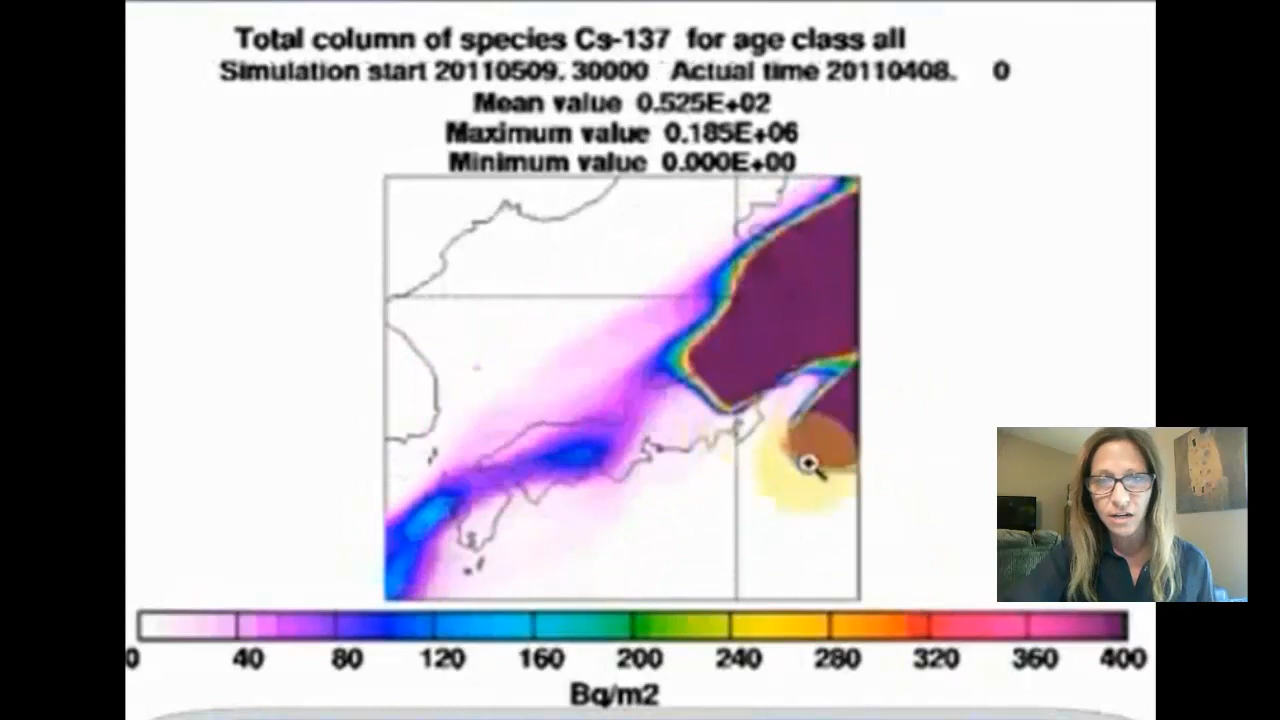 Total column of species Cs-137 for age class all
Simulation start 20110509. 30000 Actual time 20110408. 0
Mean value 0.525E+02
Maximum value 0.185E+06
Minimum value 0.000E+00
0 40 80 120 160 200 240 280 320 360 400
Bq/m2